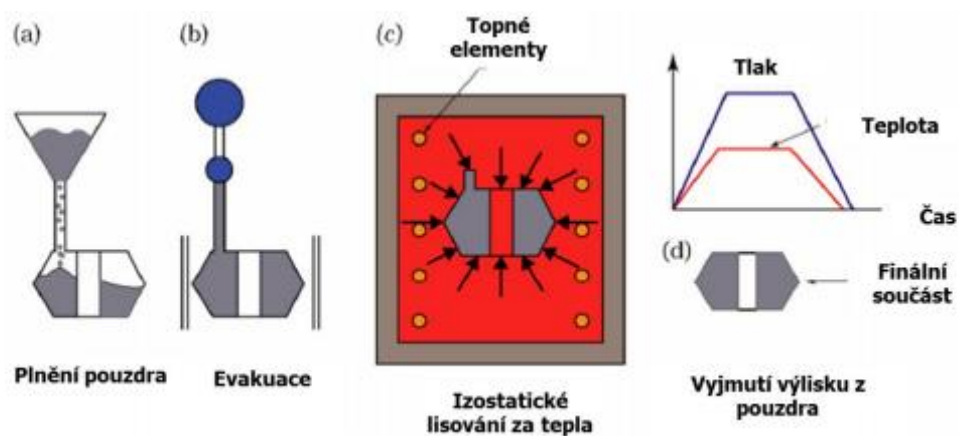 (a)
(b)
(c)
Topné
elementy
Tlak
Teplota
Čas
(d)
Finální
součást
Plnění pouzdra
Evakuace
Izostatické
lisování za tepla
Vyjmutí výlisku z
pouzdra